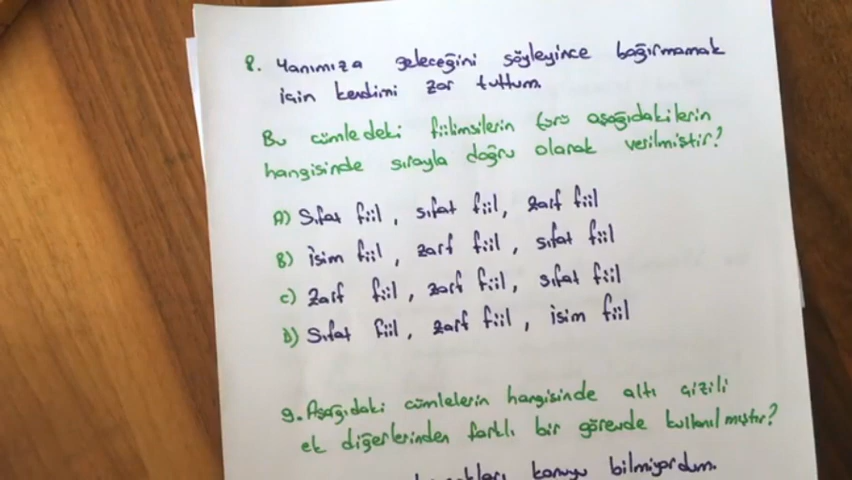 8. Yanımıza geleceğini söyleyince bağırmamak
için kendimi zor tuttum.
Bu cümledeki fiilimsilerin türü aşağıdakilerin
hangisinde sırayla doğru olarak verilmiştir?
A) Sıfat fiil, sıfat fiil, zarf fiil
B) İsim fiil, zarf fiil, sıfat fiil
C) Zarf fiil, zarf fiil, sıfat fiil
D) Sıfat fiil, zarf fiil, isim fiil
9. Aşağıdaki cümlelerin hangisinde altı çizili
ek diğerlerinden farklı bir görevde kullanılmıştır?
konuyu bilmiyordum.